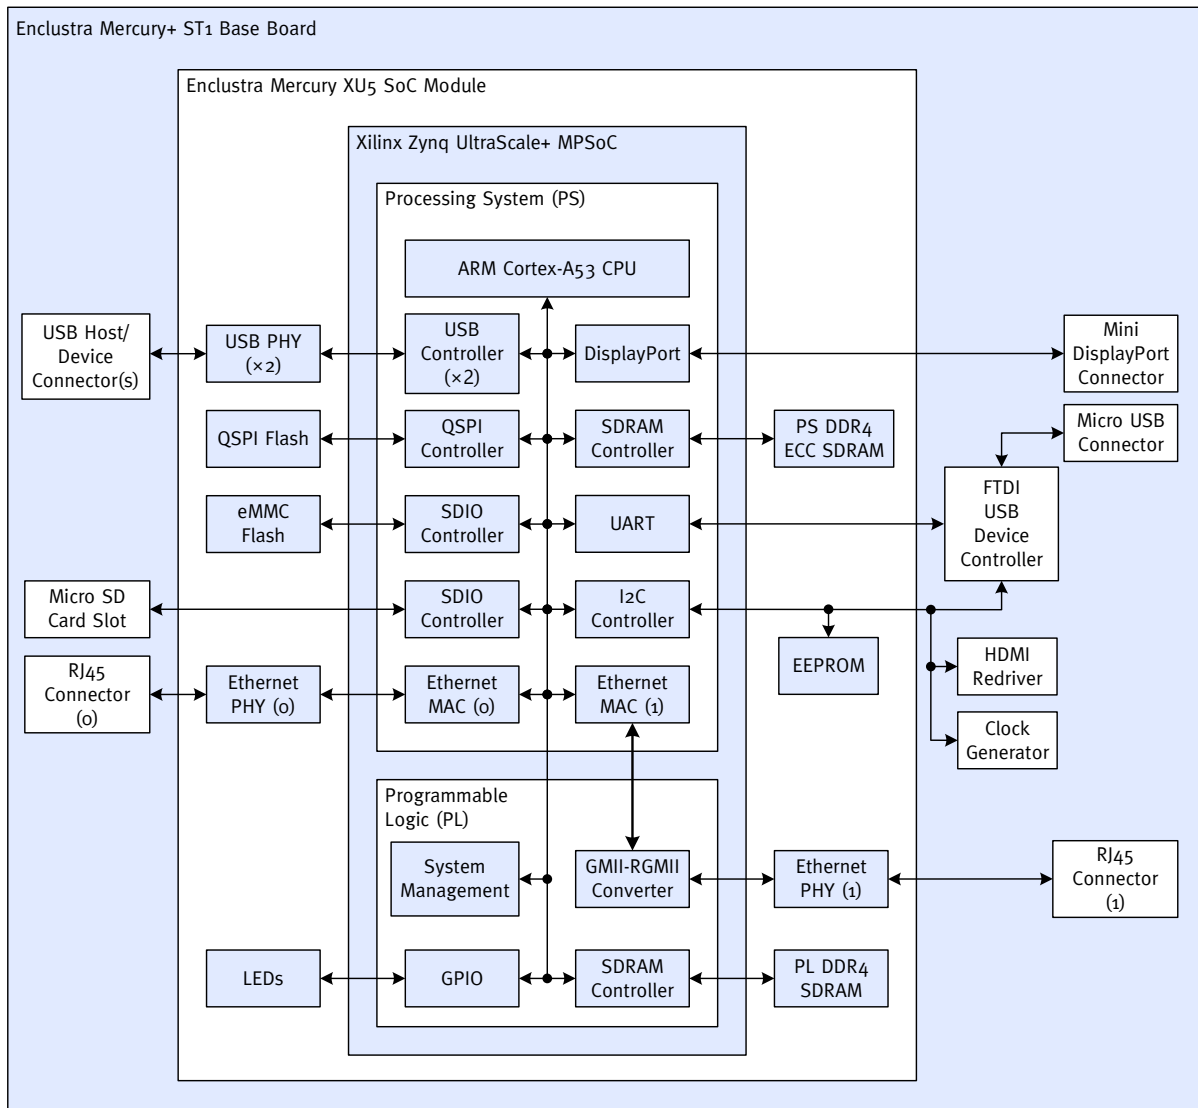 Enclustra Mercury+ ST1 Base Board
Enclustra Mercury XU5 SoC Module
Xilinx Zynq UltraScale+ MPSoC
Processing System (PS)
ARM Cortex-A53 CPU
USB Host/
Device
Connector(s)
USB PHY
(×2)
USB
Controller
(×2)
DisplayPort
Mini
DisplayPort
Connector
QSPI Flash
QSPI
Controller
SDRAM
Controller
PS DDR4
ECC SDRAM
Micro USB
Connector
eMMC
Flash
SDIO
Controller
UART
FTDI
USB
Device
Controller
Micro SD
Card Slot
SDIO
Controller
I2C
Controller
EEPROM
HDMI
Redriver
RJ45
Connector
(0)
Ethernet
PHY (0)
Ethernet
MAC (0)
Ethernet
MAC (1)
Clock
Generator
Programmable
Logic (PL)
System
Management
GMII-RGMII
Converter
Ethernet
PHY (1)
RJ45
Connector
(1)
LEDs
GPIO
SDRAM
Controller
PL DDR4
SDRAM